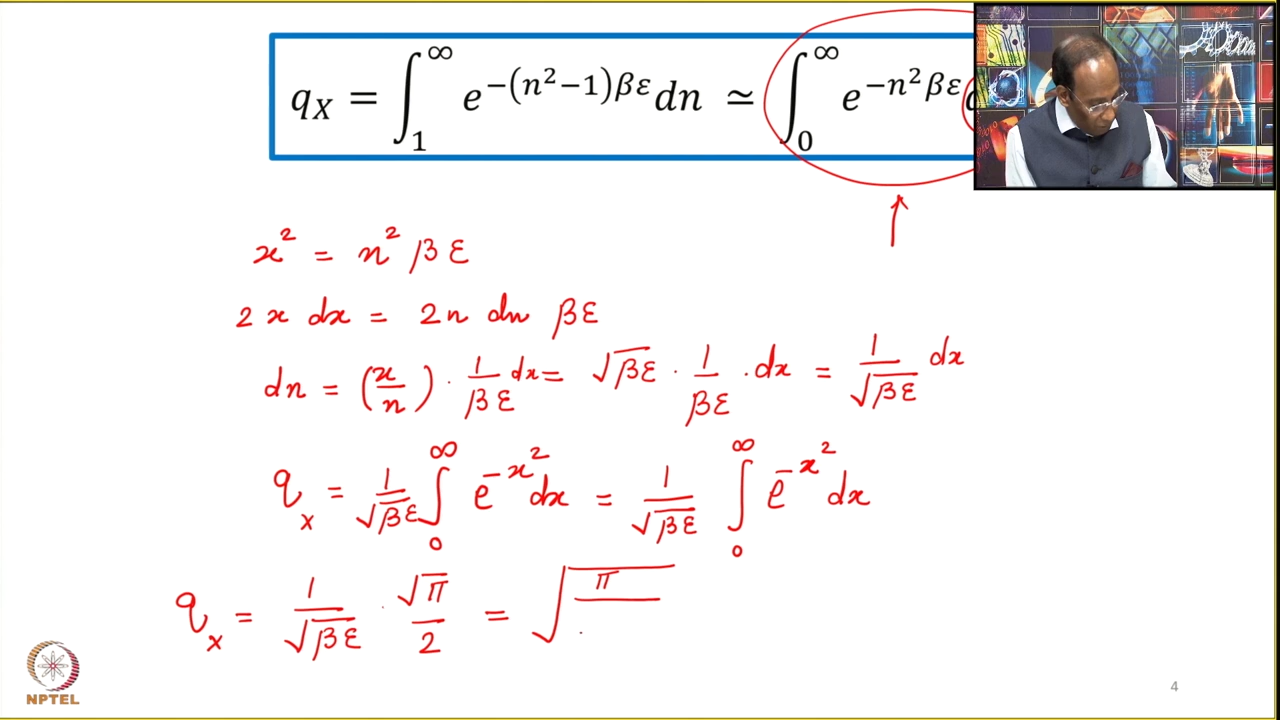 q_X = ∫_1^∞ e^{-(n²-1)βε} dn ≃ ∫_0^∞ e^{-n²βε}
x² = n² βε
2 x dx = 2n dn βε
dn = (x/n) · 1/βε dx = √βε · 1/βε · dx = 1/√βε dx
q_x = 1/√βε ∫_0^∞ e^{-x²} dx = 1/√βε ∫_0^∞ e^{-x²} dx
q_x = 1/√βε · √π/2 = √π
NPTEL
4